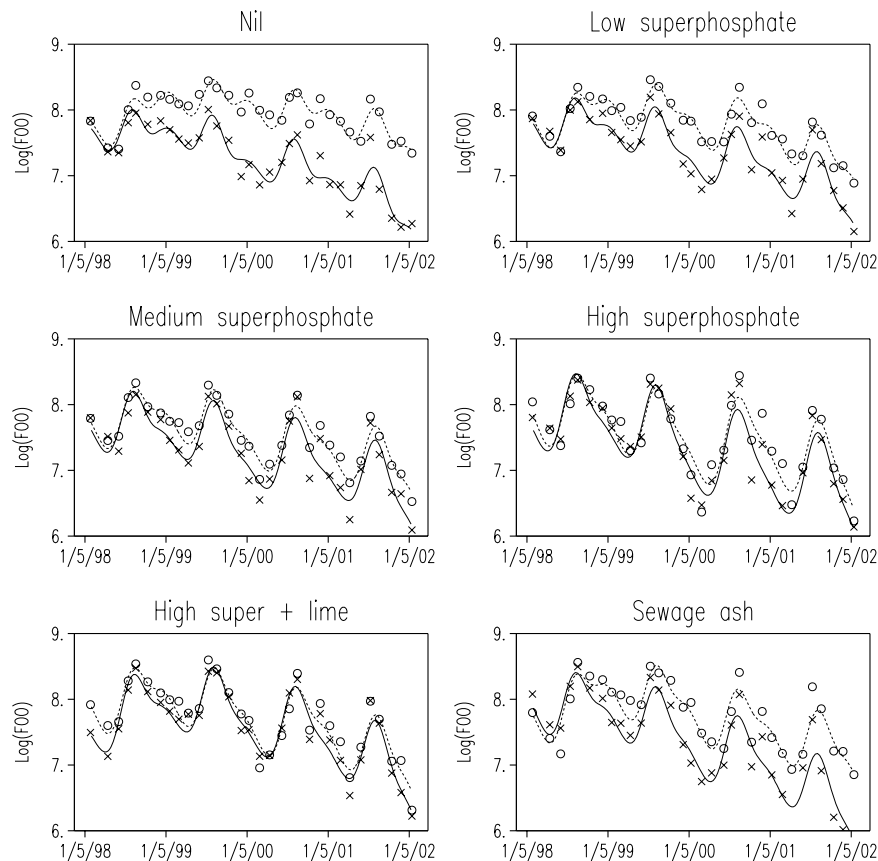 Nil Low superphosphate
9. 9.
8. 8.
Log(FOO) Log(FOO)
7. 7.
6. 6.
1/5/98 1/5/99 1/5/00 1/5/01 1/5/02 1/5/98 1/5/99 1/5/00 1/5/01 1/5/02
Medium superphosphate High superphosphate
9. 9.
8. 8.
Log(FOO) Log(FOO)
7. 7.
6. 6.
1/5/98 1/5/99 1/5/00 1/5/01 1/5/02 1/5/98 1/5/99 1/5/00 1/5/01 1/5/02
High super + lime Sewage ash
9. 9.
8. 8.
Log(FOO) Log(FOO)
7. 7.
6. 6.
1/5/98 1/5/99 1/5/00 1/5/01 1/5/02 1/5/98 1/5/99 1/5/00 1/5/01 1/5/02